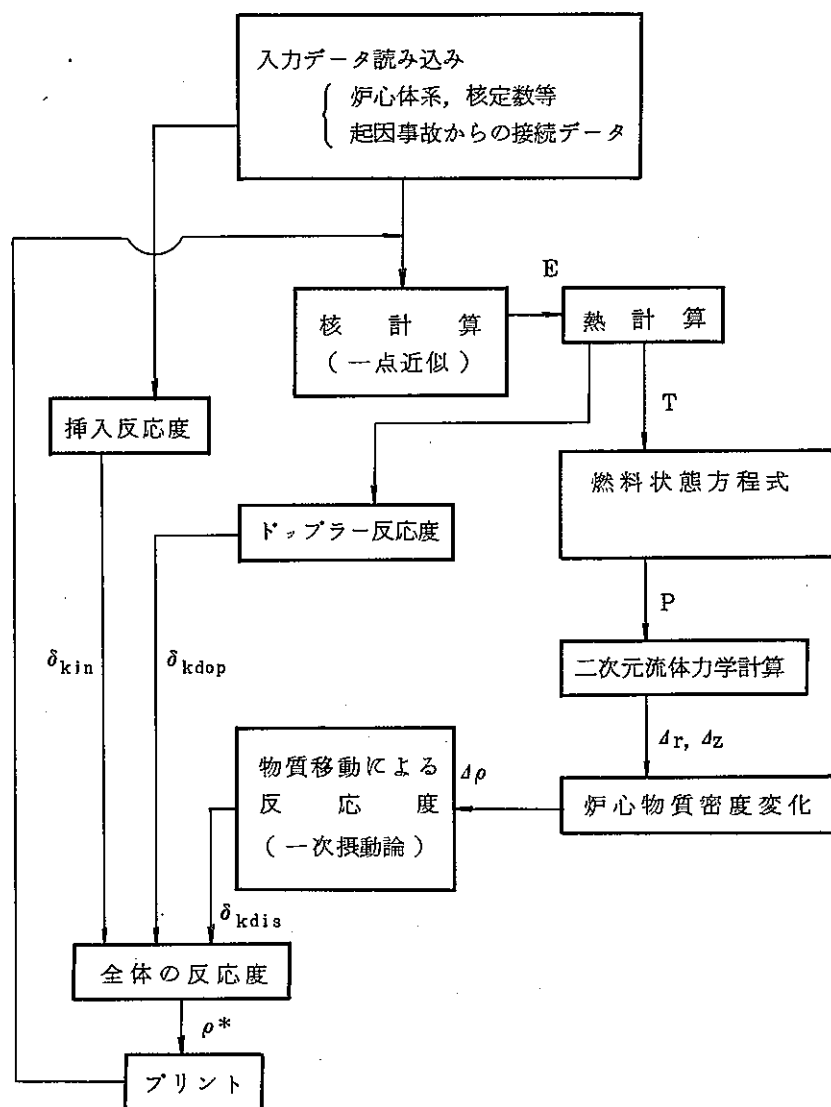 入力データ読み込み
炉心体系,核定数等
起因事故からの接続データ
E
核計算
(一点近似)
熱計算
T
挿入反応度
燃料状態方程式
ドップラー反応度
P
δkin
δkdop
二次元流体力学計算
Δr, Δz
物質移動による
反応度
(一次摂動論)
Δρ
炉心物質密度変化
δkdis
全体の反応度
ρ*
プリント